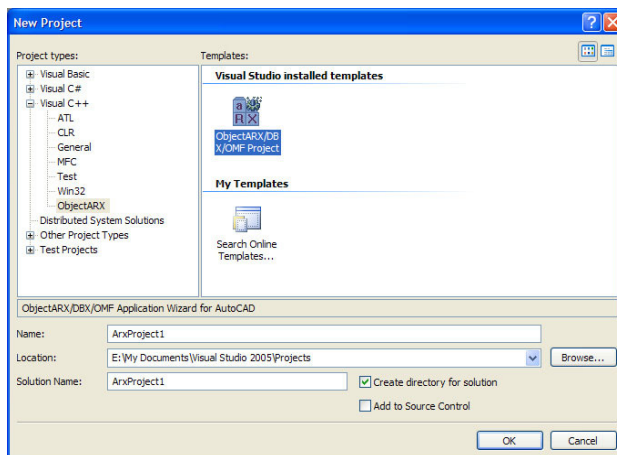 New Project
Project types:
Templates:
Visual Basic
Visual C#
Visual C++
ATL
CLR
General
MFC
Test
Win32
ObjectARX
Distributed System Solutions
Other Project Types
Test Projects
Visual Studio installed templates
aRX
ObjectARX/DB
X/OMF Project
My Templates
Search Online
Templates...
ObjectARX/DBX/OMF Application Wizard for AutoCAD
Name:
ArxProject1
Location:
E:\My Documents\Visual Studio 2005\Projects
Browse...
Solution Name:
ArxProject1
Create directory for solution
Add to Source Control
OK
Cancel